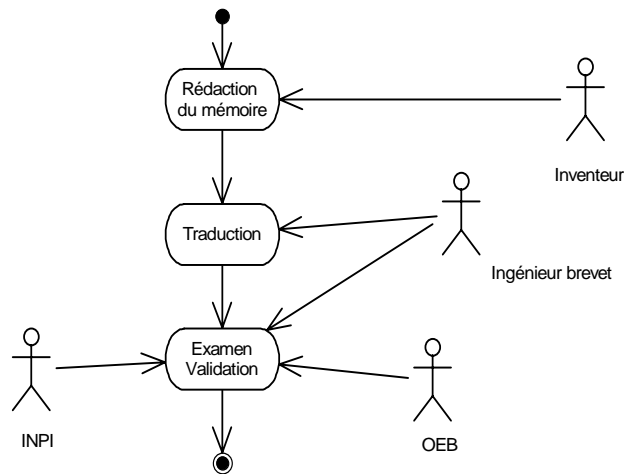 Rédaction
du mémoire
Inventeur
Traduction
Ingénieur brevet
Examen
Validation
INPI
OEB